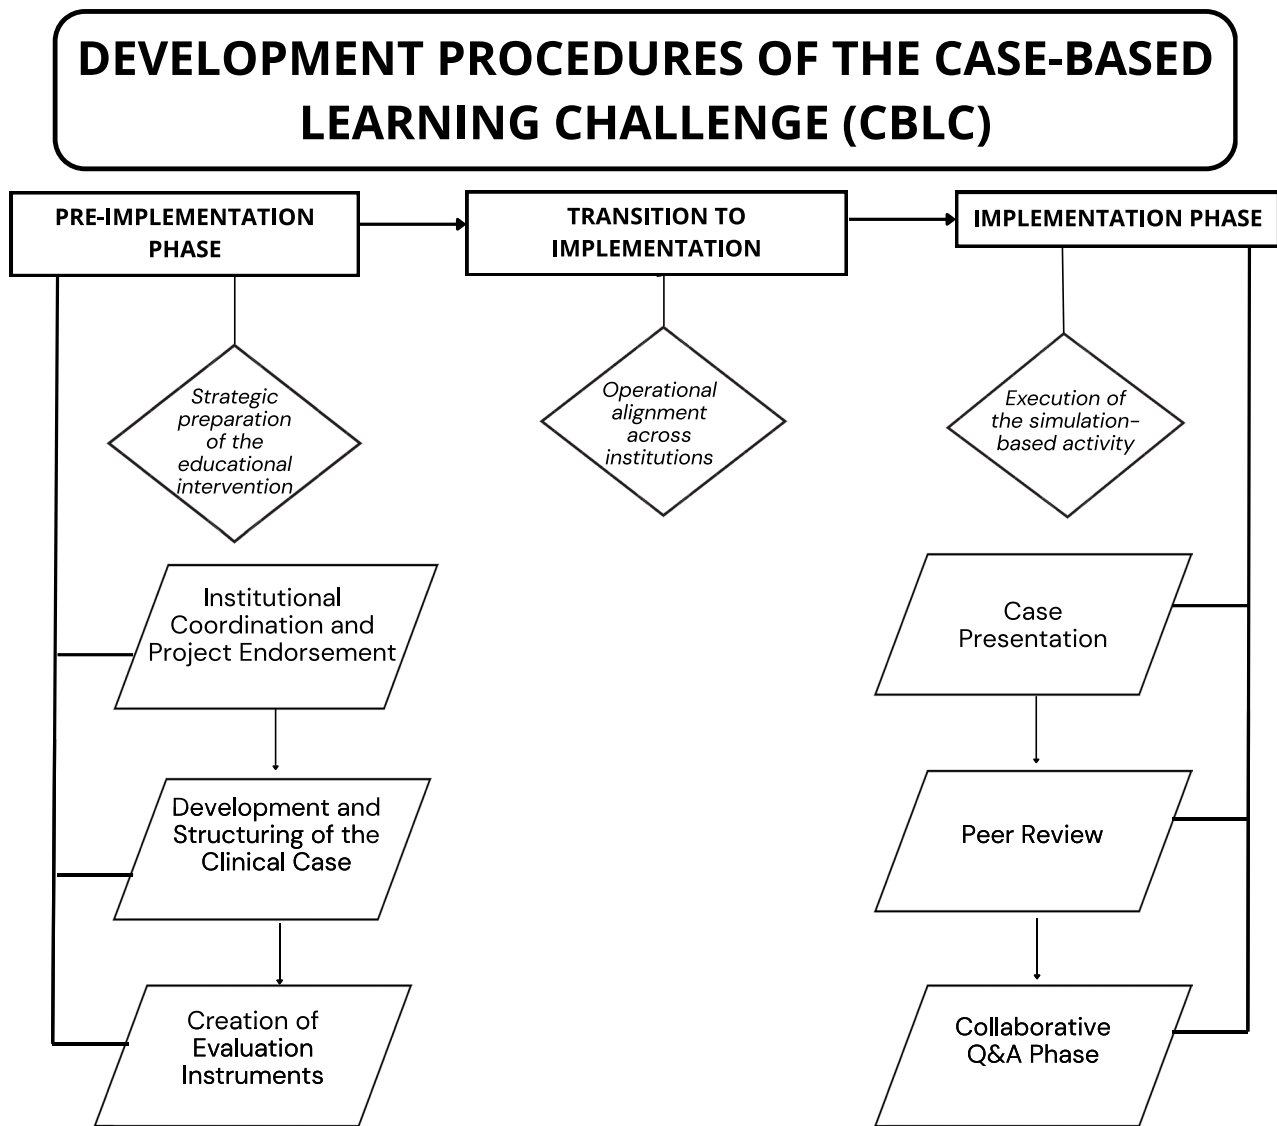 DEVELOPMENT PROCEDURES OF THE CASE-BASED
LEARNING CHALLENGE (CBLC)
PRE-IMPLEMENTATION
PHASE
TRANSITION TO
IMPLEMENTATION
IMPLEMENTATION PHASE
Strategic
preparation
of the
educational
intervention
Operational
alignment
across
institutions
Execution of
the simulation-
based activity
Institutional
Coordination and
Project Endorsement
Development and
Structuring of the
Clinical Case
Creation of
Evaluation
Instruments
Case
Presentation
Peer Review
Collaborative
Q&A Phase